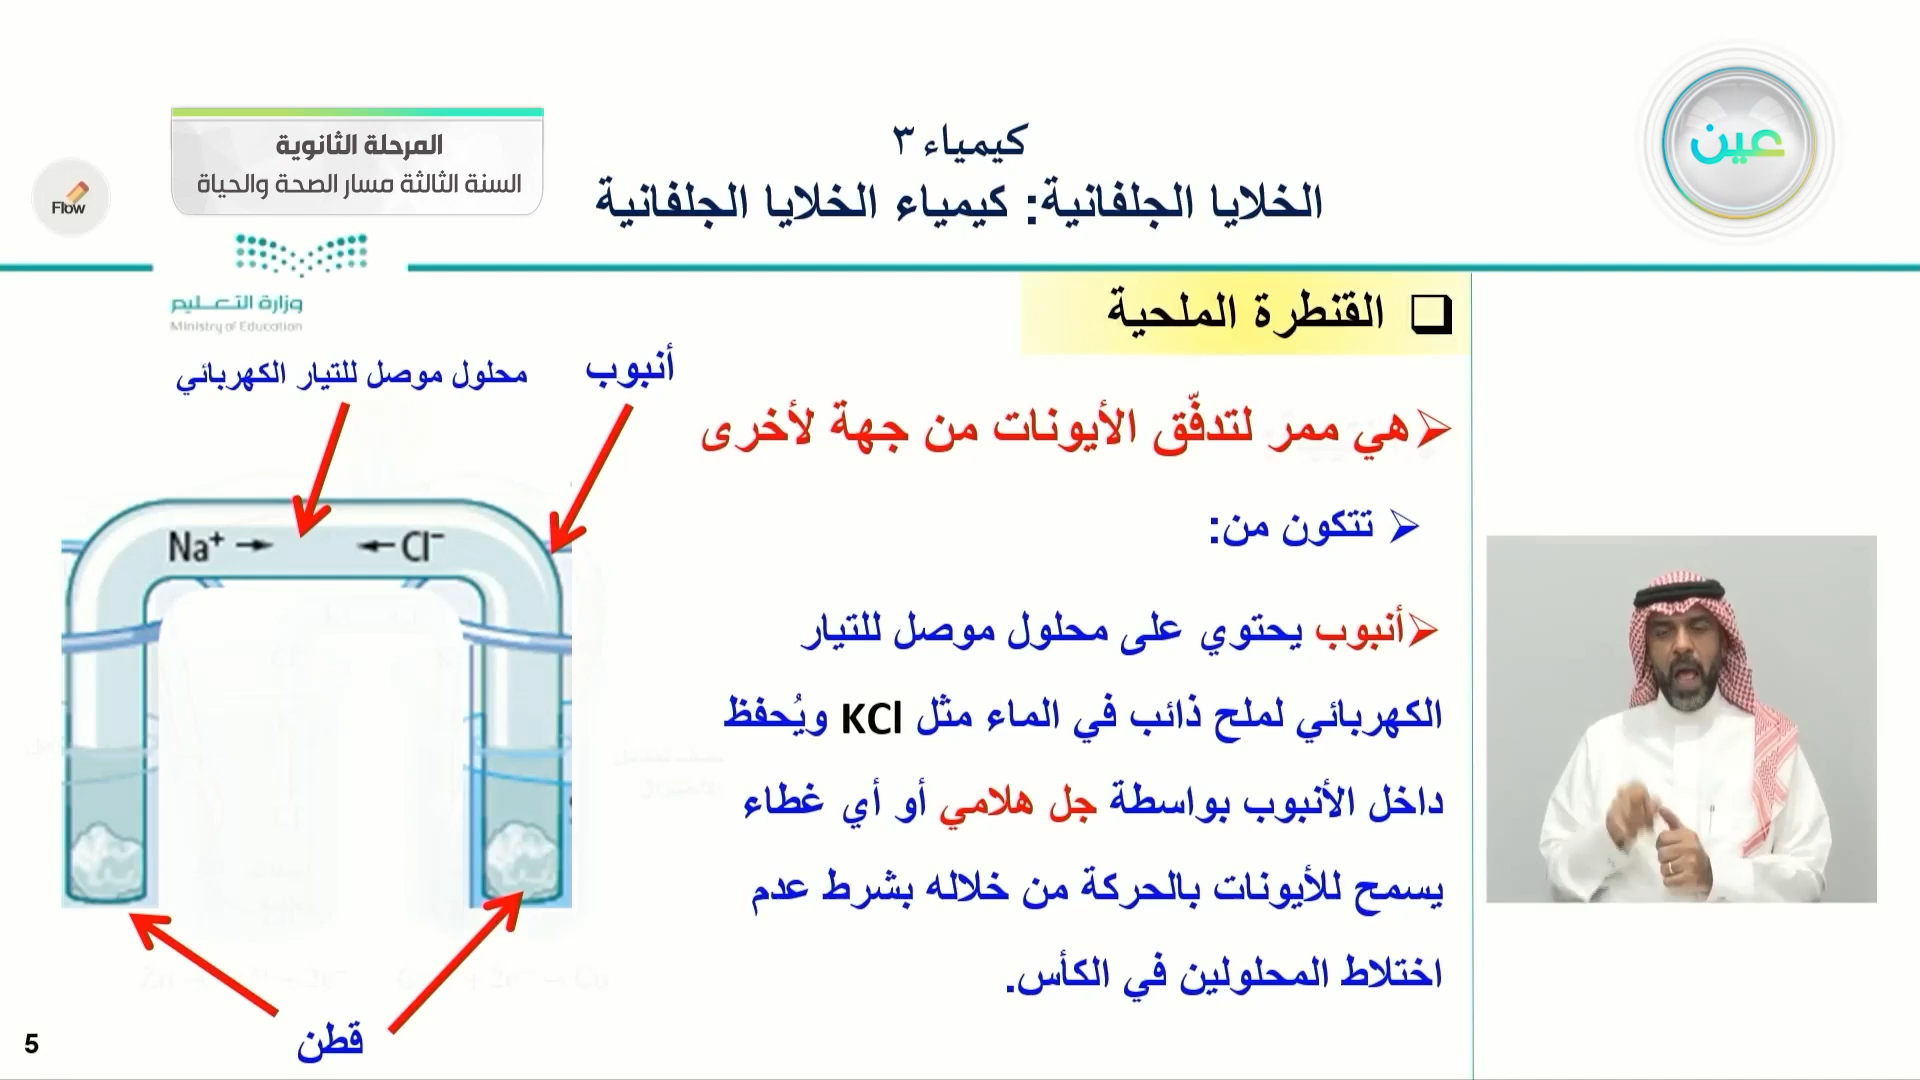 كيمياء ٣
الخلايا الجلفانية: كيمياء الخلايا الجلفانية
عين
المرحلة الثانوية
السنة الثالثة مسار الصحة والحياة
Flow
وزارة التعليم
Ministry of Education
القنطرة الملحية
هي ممر لتدفّق الأيونات من جهة لأخرى
تتكون من:
أنبوب يحتوي على محلول موصل للتيار
الكهربائي لملح ذائب في الماء مثل KCl ويُحفظ
داخل الأنبوب بواسطة جل هلامي أو أي غطاء
يسمح للأيونات بالحركة من خلاله بشرط عدم
اختلاط المحلولين في الكأس.
أنبوب
محلول موصل للتيار الكهربائي
Na⁺ → ← Cl⁻
قطن
5